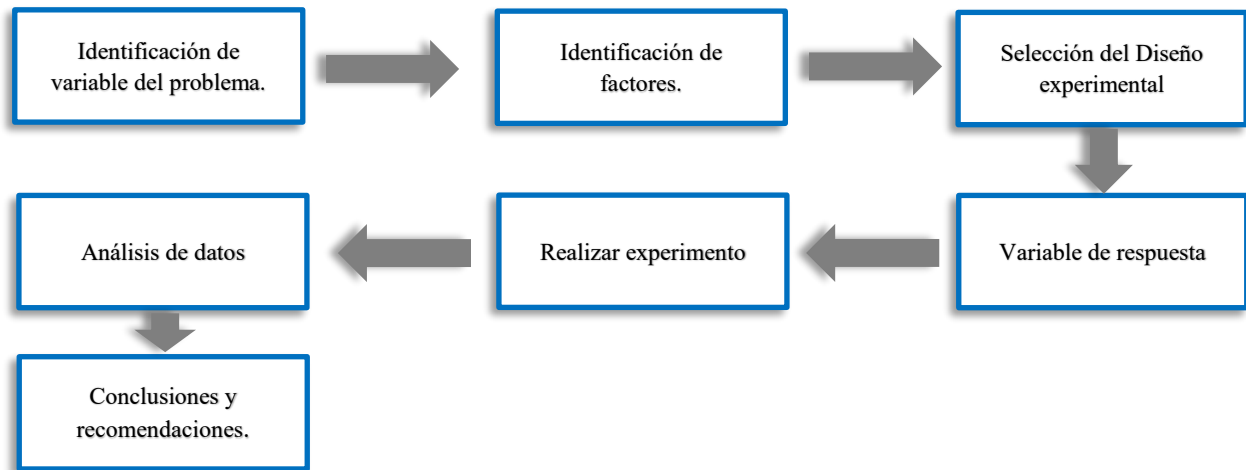 Identificación de
variable del problema.
Identificación de
factores.
Selección del Diseño
experimental
Variable de respuesta
Realizar experimento
Análisis de datos
Conclusiones y
recomendaciones.